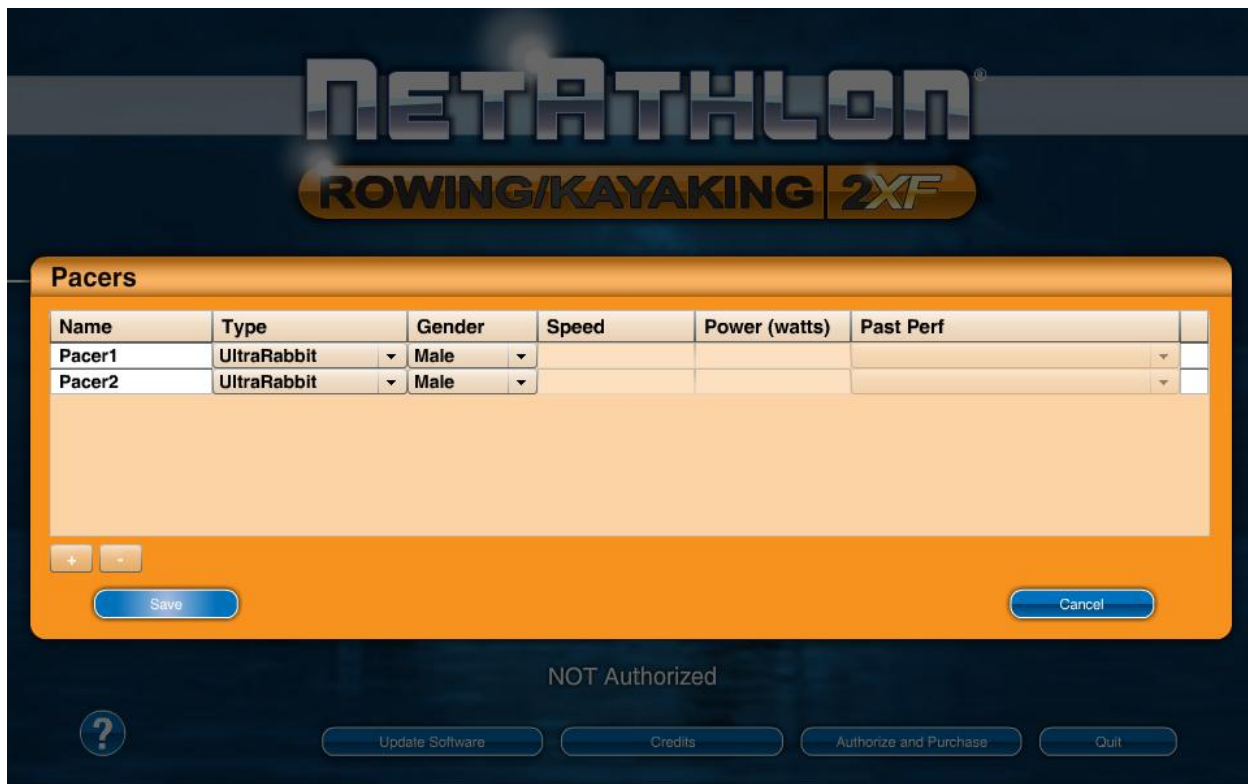 NETATHLON®
ROWING/KAYAKING 2XF
Pacers
Name Type Gender Speed Power (watts) Past Perf
Pacer1 UltraRabbit Male
Pacer2 UltraRabbit Male
+ -
Save Cancel
NOT Authorized
? Update Software Credits Authorize and Purchase Quit